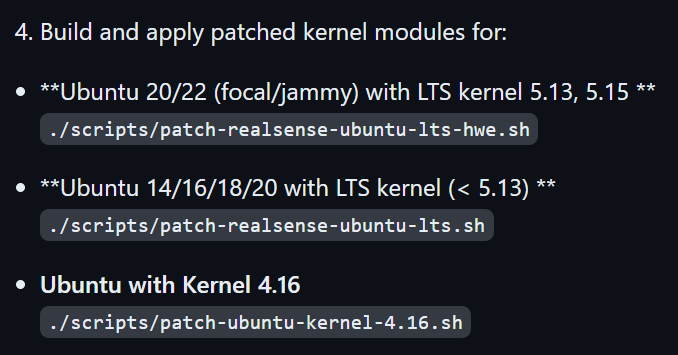 4. Build and apply patched kernel modules for:
• **Ubuntu 20/22 (focal/jammy) with LTS kernel 5.13, 5.15 **
./scripts/patch-realsense-ubuntu-lts-hwe.sh
• **Ubuntu 14/16/18/20 with LTS kernel (< 5.13) **
./scripts/patch-realsense-ubuntu-lts.sh
• Ubuntu with Kernel 4.16
./scripts/patch-ubuntu-kernel-4.16.sh